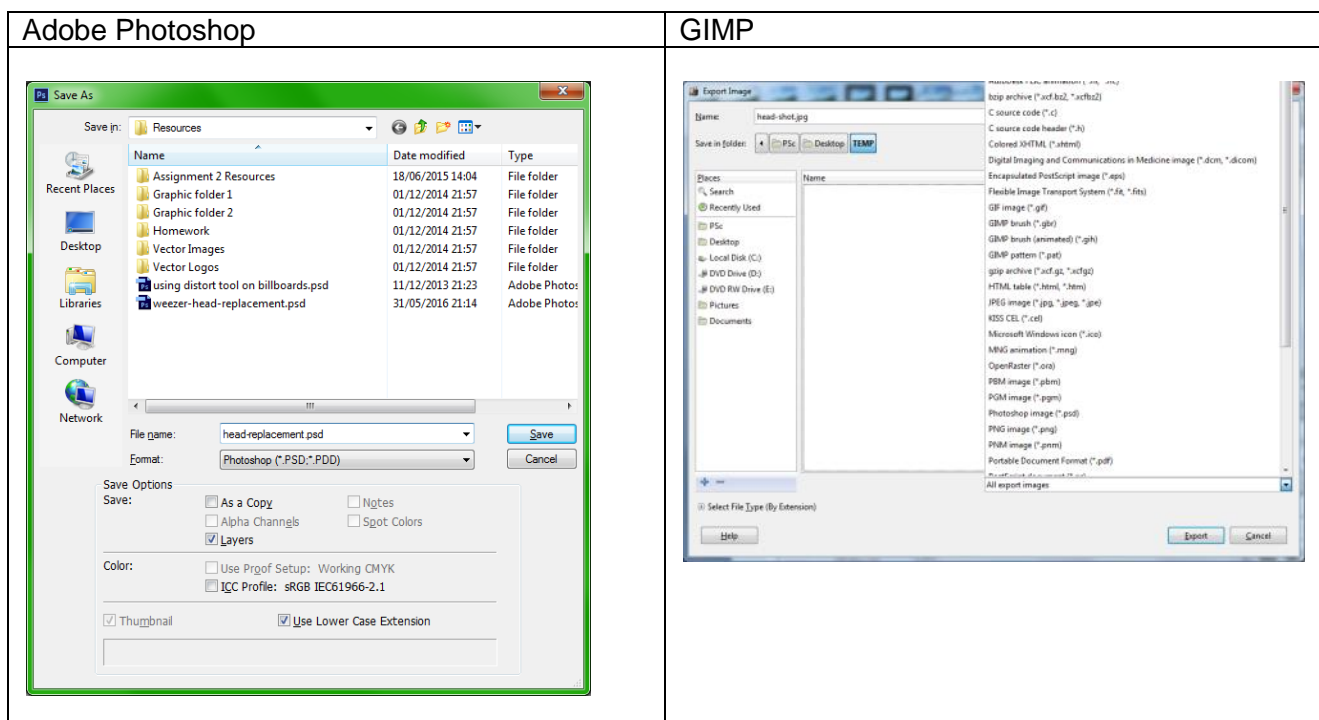 Adobe Photoshop
GIMP
Ps Save As
Save in: Resources
Name Date modified Type
Assignment 2 Resources 18/06/2015 14:04 File folder
Graphic folder 1 01/12/2014 21:57 File folder
Graphic folder 2 01/12/2014 21:57 File folder
Homework 01/12/2014 21:57 File folder
Vector Images 01/12/2014 21:57 File folder
Vector Logos 01/12/2014 21:57 File folder
using distort tool on billboards.psd 11/12/2013 21:23 Adobe Photos
weezer-head-replacement.psd 31/05/2016 21:14 Adobe Photos
Recent Places
Desktop
Libraries
Computer
Network
File name: head-replacement.psd Save
Format: Photoshop (*.PSD;*.PDD) Cancel
Save Options
Save:
As a Copy Notes
Alpha Channels Spot Colors
Layers
Color:
Use Proof Setup: Working CMYK
ICC Profile: sRGB IEC61966-2.1
Thumbnail Use Lower Case Extension
Export Image
Name: head-shot.jpg
Save in folder: PSc Desktop TEMP
Places
Name
Search
Recently Used
PSc
Desktop
Local Disk (C:)
DVD Drive (D:)
DVD RW Drive (E:)
Pictures
Documents
bzip archive (*.xcf.bz2, *.xcfbz2)
C source code (*.c)
C source code header (*.h)
Colored XHTML (*.xhtml)
Digital Imaging and Communications in Medicine image (*.dcm, *.dicom)
Encapsulated PostScript image (*.eps)
Flexible Image Transport System (*.fit, *.fits)
GIF image (*.gif)
GIMP brush (*.gbr)
GIMP brush (animated) (*.gih)
GIMP pattern (*.pat)
gzip archive (*.xcf.gz, *.xcfgz)
HTML table (*.html, *.htm)
JPEG image (*.jpg, *.jpeg, *.jpe)
KISS CEL (*.cel)
Microsoft Windows icon (*.ico)
MNG animation (*.mng)
OpenRaster (*.ora)
PBM image (*.pbm)
PGM image (*.pgm)
Photoshop image (*.psd)
PNG image (*.png)
PNM image (*.pnm)
Portable Document Format (*.pdf)
All export images
Select File Type (By Extension)
Help Export Cancel